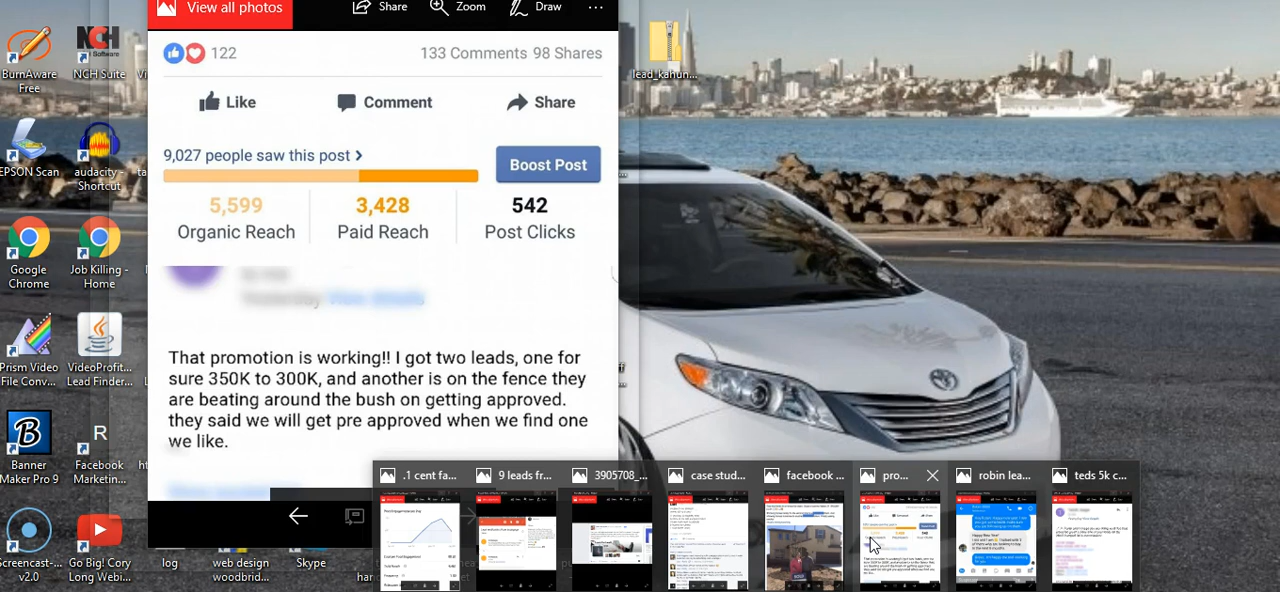 View all photos
Share
Zoom
Draw
122
133 Comments 98 Shares
Like
Comment
Share
9,027 people saw this post
Boost Post
5,599
3,428
542
Organic Reach
Paid Reach
Post Clicks
Yesterday View details
That promotion is working!! I got two leads, one for
sure 350K to 300K, and another is on the fence they
are beating around the bush on getting approved.
they said we will get pre approved when we find one
we like.
BurnAware
Free
NCH
NCH Suite
EPSON Scan
audacity -
Shortcut
Google
Chrome
Job Killing -
Home
Prism Video
File Conv...
VideoProfit...
Lead Finder...
Banner
Maker Pro 9
R
Facebook
Marketin...
v2.0
Go Big! Cory
Long Webi...
log
web design
woodbrid...
skype
har
lead_kahun...
.1 cent fa...
9 leads fr...
3905708_...
case stud...
facebook ...
pro...
robin lea...
teds 5k c...